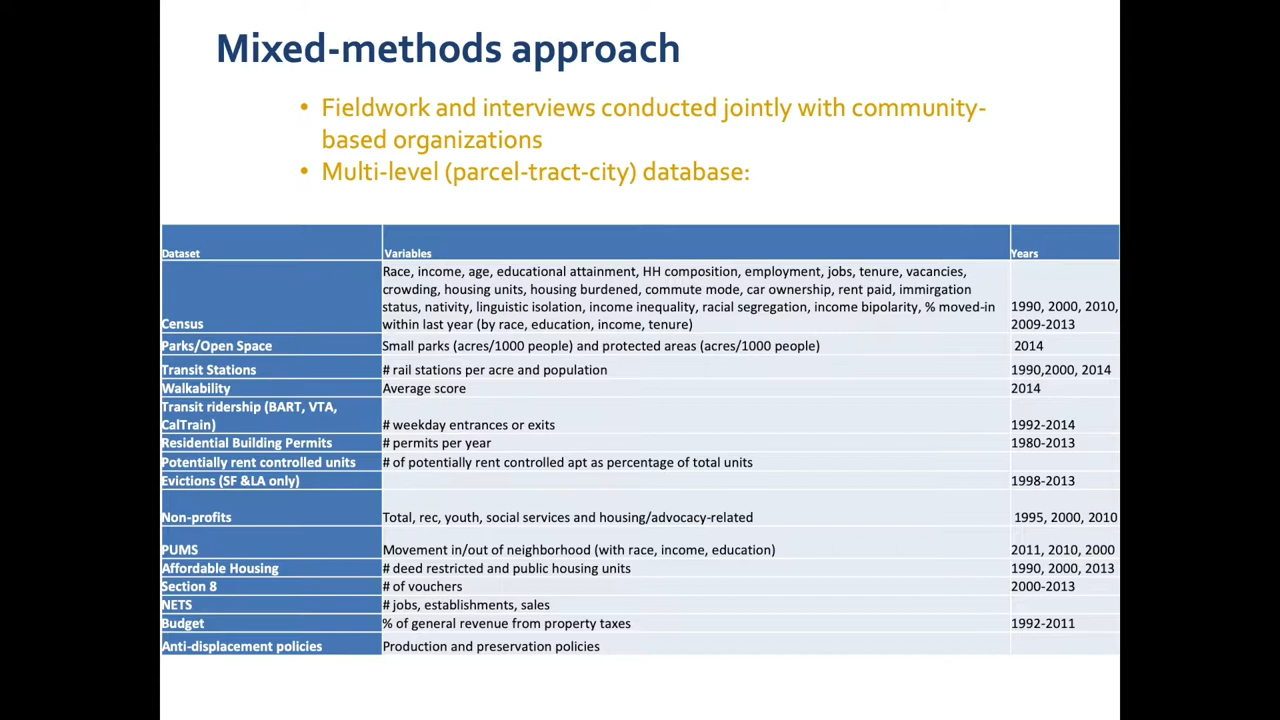 Mixed-methods approach
• Fieldwork and interviews conducted jointly with community-
based organizations
• Multi-level (parcel-tract-city) database:
Dataset Variables Years
Race, income, age, educational attainment, HH composition, employment, jobs, tenure, vacancies,
crowding, housing units, housing burdened, commute mode, car ownership, rent paid, immirgation
status, nativity, linguistic isolation, income inequality, racial segregation, income bipolarity, % moved-in 1990, 2000, 2010,
Census within last year (by race, education, income, tenure) 2009-2013
Parks/Open Space Small parks (acres/1000 people) and protected areas (acres/1000 people) 2014
Transit Stations # rail stations per acre and population 1990,2000, 2014
Walkability Average score 2014
Transit ridership (BART, VTA,
CalTrain) # weekday entrances or exits 1992-2014
Residential Building Permits # permits per year 1980-2013
Potentially rent controlled units # of potentially rent controlled apt as percentage of total units
Evictions (SF &LA only) 1998-2013
Non-profits Total, rec, youth, social services and housing/advocacy-related 1995, 2000, 2010
PUMS Movement in/out of neighborhood (with race, income, education) 2011, 2010, 2000
Affordable Housing # deed restricted and public housing units 1990, 2000, 2013
Section 8 # of vouchers 2000-2013
NETS # jobs, establishments, sales
Budget % of general revenue from property taxes 1992-2011
Anti-displacement policies Production and preservation policies